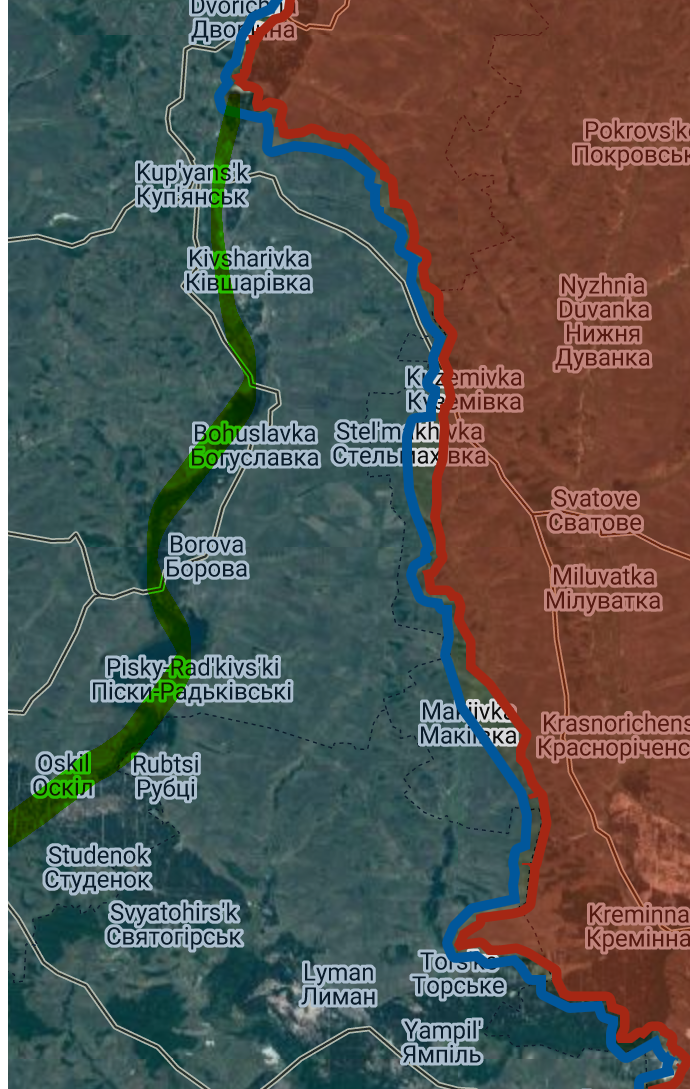 Dvorichna
Дворічна
Pokrovs'ke
Покровськ
Kup'yans'k
Куп'янськ
Kivsharivka
Ківшарівка
Nyzhnia
Duvanka
Нижня
Дуванка
Kuzemivka
Куземівка
Bohuslavka
Богуславка
Stel'makhivka
Стельмахівка
Svatove
Сватове
Borova
Борова
Miluvatka
Мілуватка
Pisky-Rad'kivs'ki
Піски-Радьківські
Makiivka
Макіївка
Krasnorichens
Красноріченс
Oskil
Оскіл
Rubtsi
Рубці
Studenok
Студенок
Svyatohirs'k
Святогірськ
Kreminna
Кремінна
Lyman
Лиман
Tors'ke
Торське
Yampil'
Ямпіль